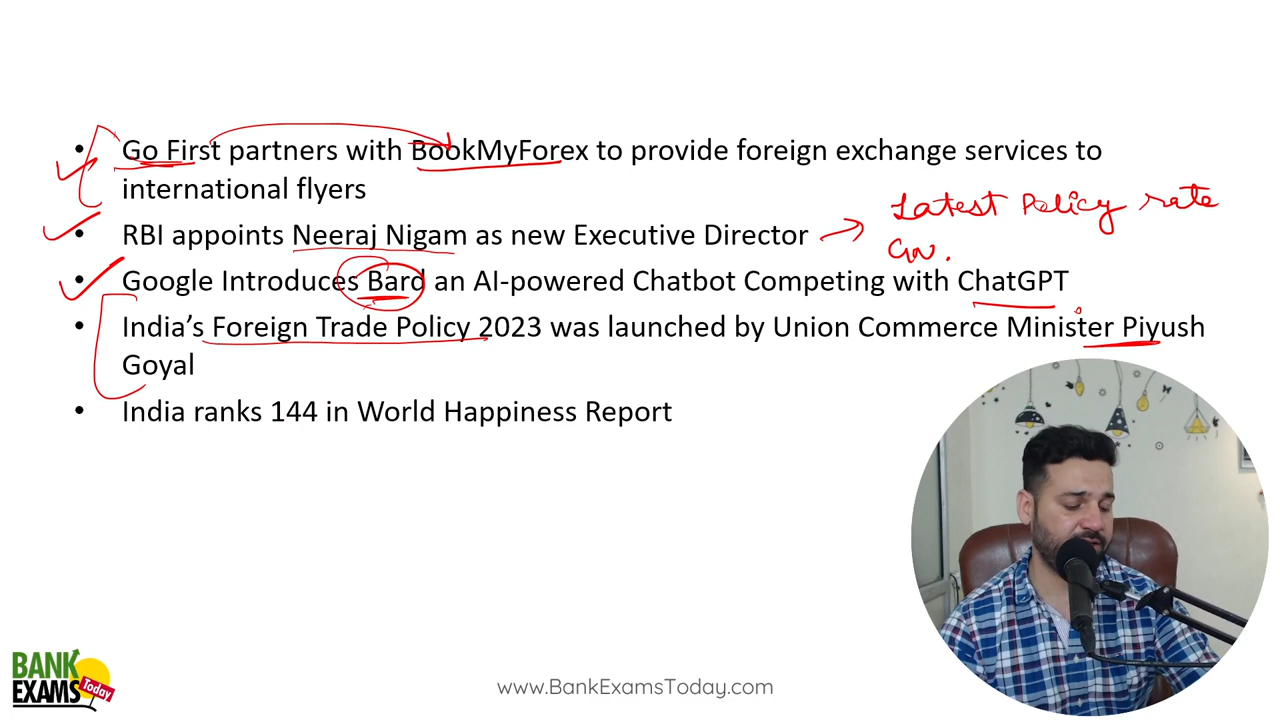 • Go First partners with BookMyForex to provide foreign exchange services to
international flyers
Latest Policy rate
• RBI appoints Neeraj Nigam as new Executive Director
Gov.
• Google Introduces Bard an AI-powered Chatbot Competing with ChatGPT
• India's Foreign Trade Policy 2023 was launched by Union Commerce Minister Piyush
Goyal
• India ranks 144 in World Happiness Report
BANK
EXAMS
Today
www.BankExamsToday.com